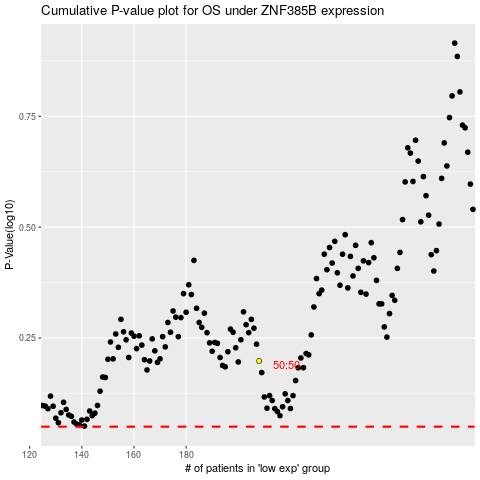 Cumulative P-value plot for OS under ZNF385B expression
P-Value(log10)
0.75
0.50
0.25
50:50
120 140 160 180
# of patients in 'low exp' group